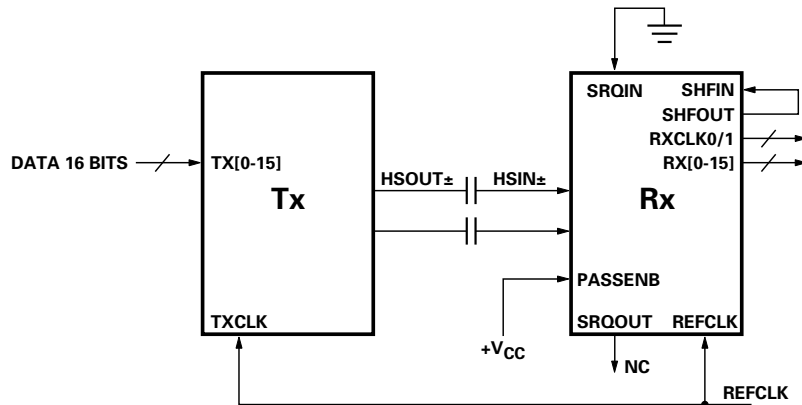 SRQIN
SHFIN
SHFOUT
RXCLK0/1
DATA 16 BITS
TX[0-15]
RX[0-15]
HSOUT±
HSIN±
Tx
Rx
PASSENB
TXCLK
SRQOUT
REFCLK
+VCC
NC
REFCLK